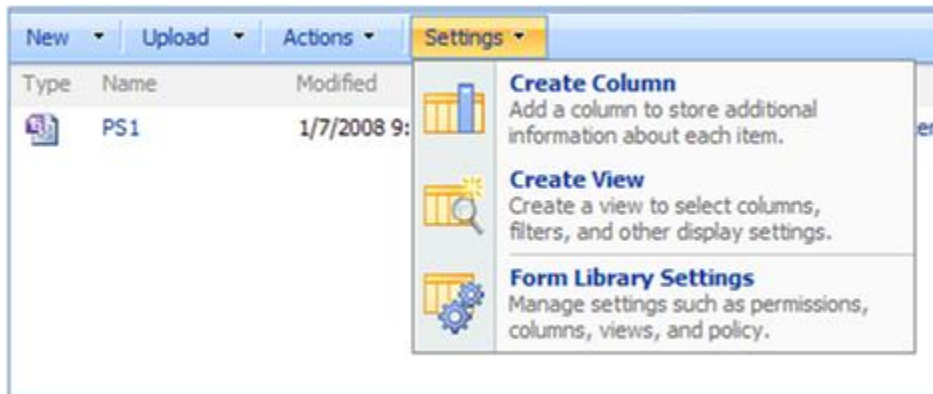 New Upload Actions Settings
Type Name Modified
PS1 1/7/2008 9:
Create Column
Add a column to store additional
information about each item.
Create View
Create a view to select columns,
filters, and other display settings.
Form Library Settings
Manage settings such as permissions,
columns, views, and policy.